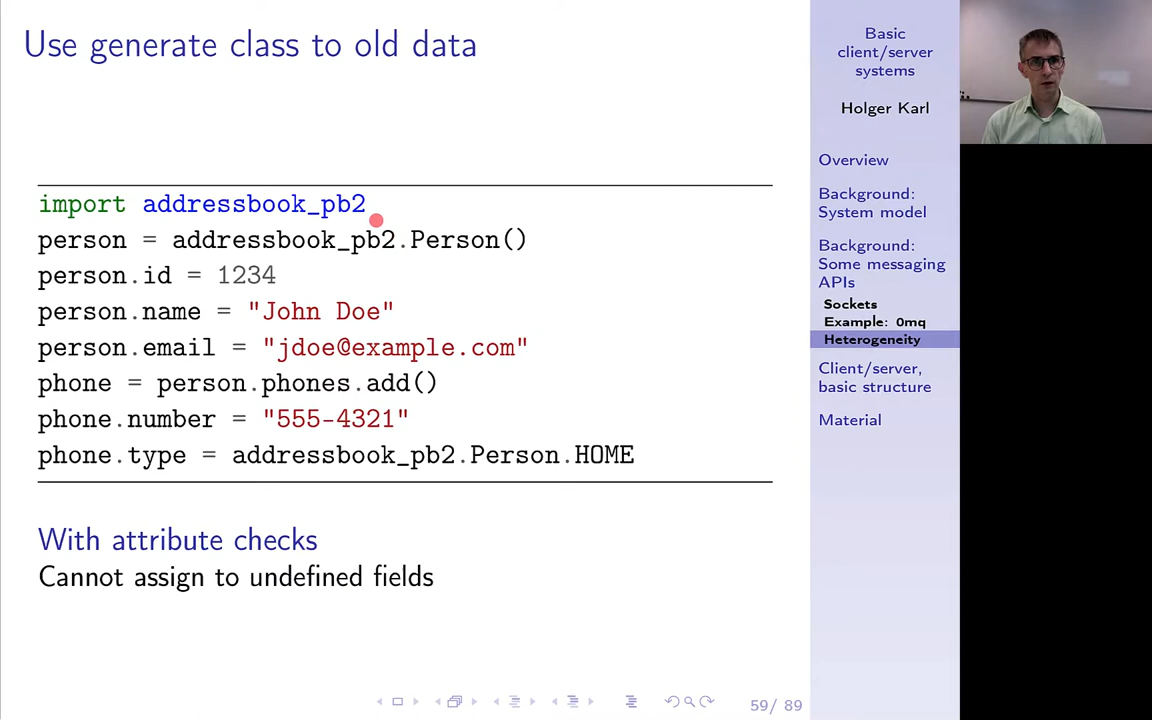 Use generate class to old data
import addressbook_pb2
person = addressbook_pb2.Person()
person.id = 1234
person.name = "John Doe"
person.email = "jdoe@example.com"
phone = person.phones.add()
phone.number = "555-4321"
phone.type = addressbook_pb2.Person.HOME
With attribute checks
Cannot assign to undefined fields
59/ 89
Basic
client/server
systems
Holger Karl
Overview
Background:
System model
Background:
Some messaging
APIs
Sockets
Example: 0mq
Heterogeneity
Client/server,
basic structure
Material